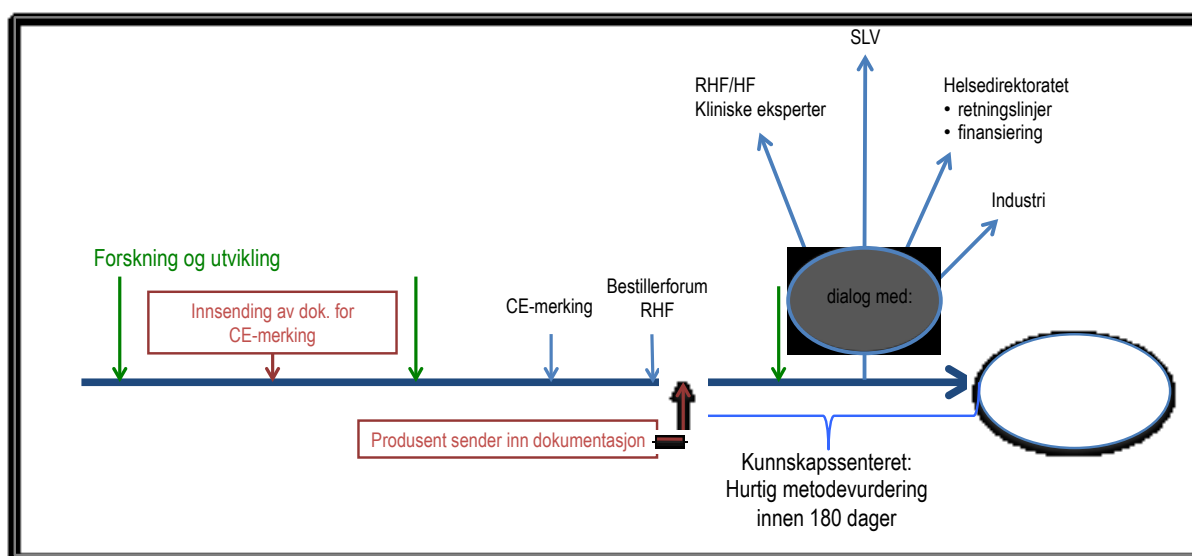 SLV
RHF/HF
Kliniske eksperter
Helsedirektoratet
• retningslinjer
• finansiering
Industri
Forskning og utvikling
Innsending av dok. for
CE-merking
CE-merking
Bestillerforum
RHF
dialog med:
Produsent sender inn dokumentasjon
Kunnskapssenteret:
Hurtig metodevurdering
innen 180 dager